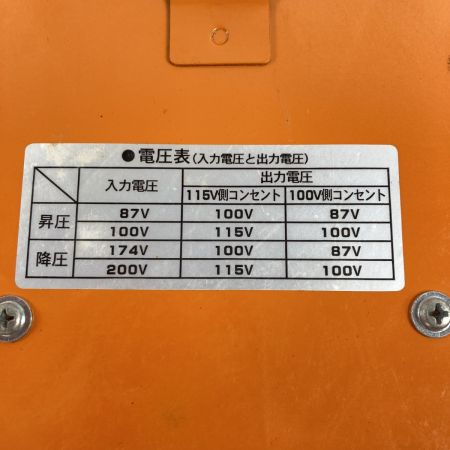 ●電圧表(入力電圧と出力電圧)
入力電圧 出力電圧
115V側コンセント 100V側コンセント
昇圧 87V 100V 87V
100V 115V 100V
降圧 174V 100V 87V
200V 115V 100V